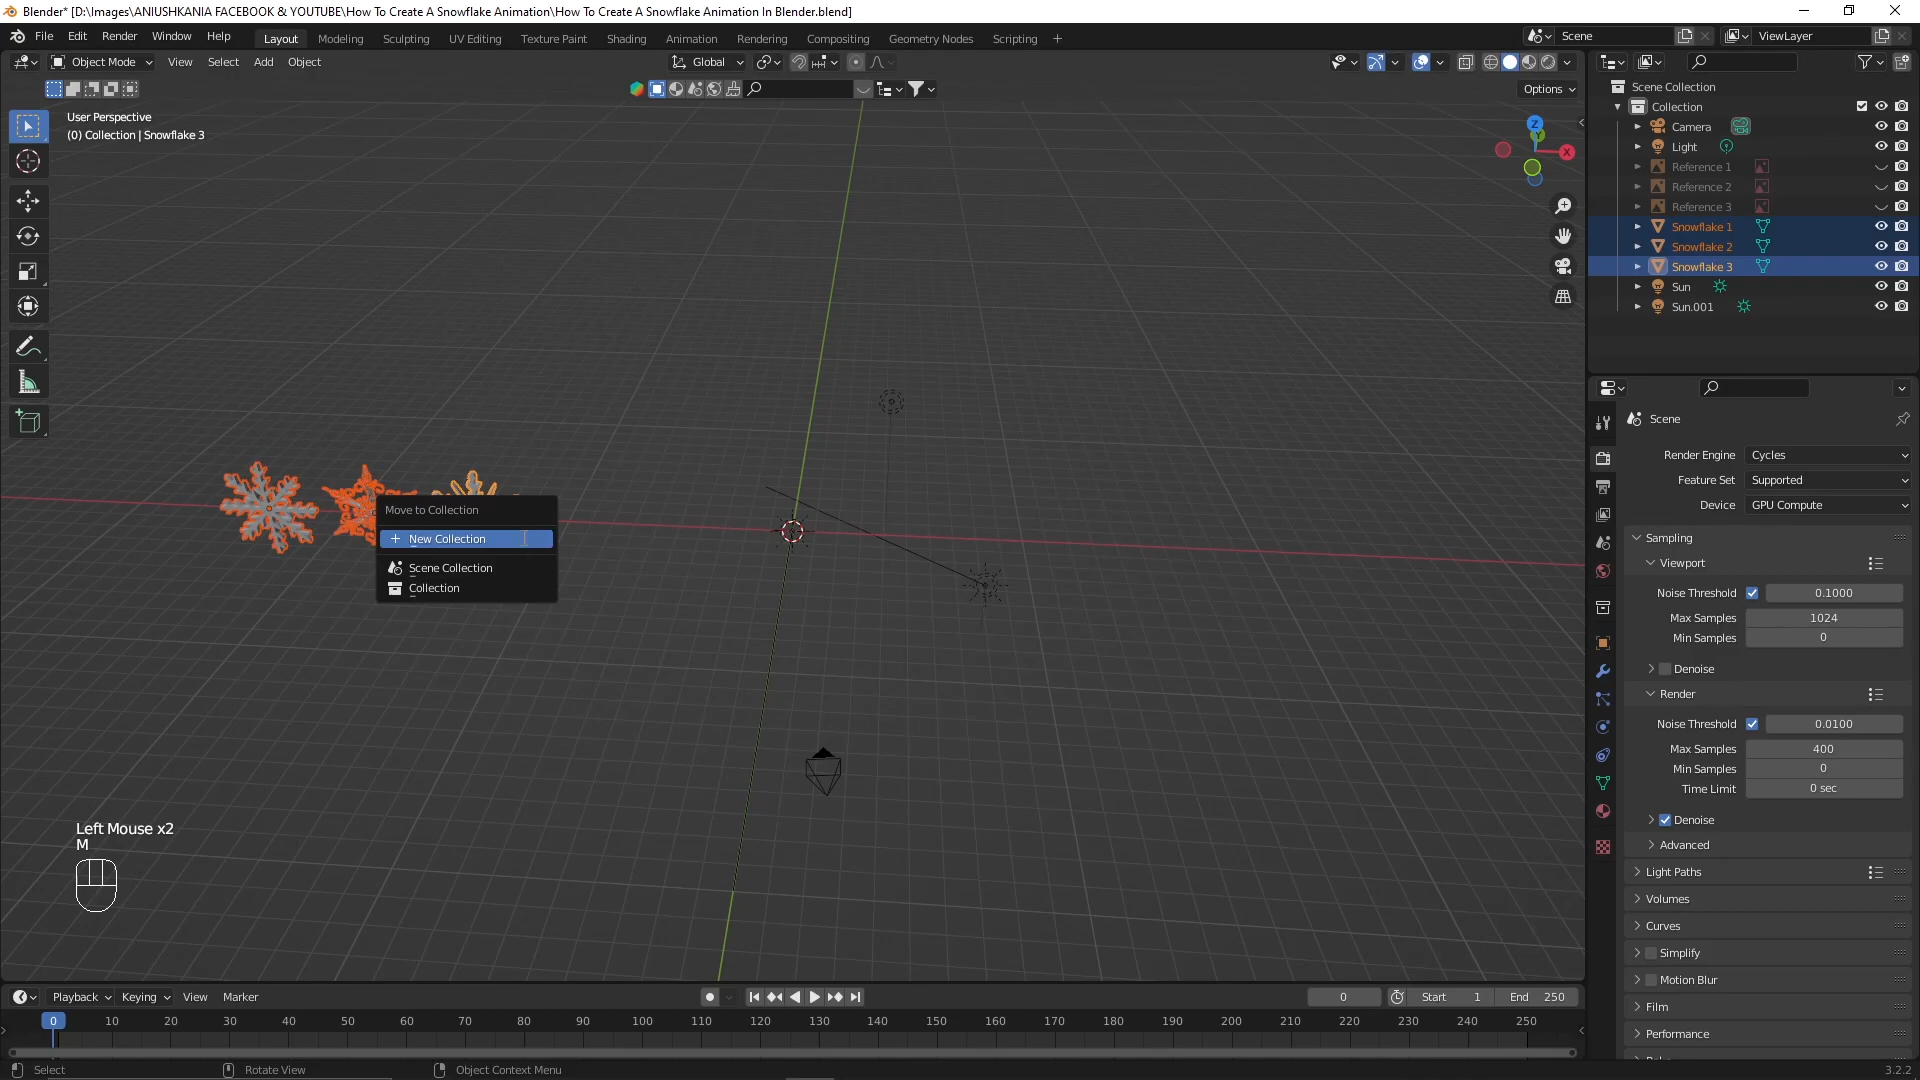 Blender* [D:\Images\ANIUSHKANIA FACEBOOK & YOUTUBE\How To Create A Snowflake Animation\How To Create A Snowflake Animation In Blender.blend]
File Edit Render Window Help Layout Modeling Sculpting UV Editing Texture Paint Shading Animation Rendering Compositing Geometry Nodes Scripting + Scene ViewLayer
Object Mode View Select Add Object Global
Options
User Perspective
(0) Collection | Snowflake 3
Z
X
Scene Collection
Collection
Camera
Light
Reference 1
Reference 2
Reference 3
Snowflake 1
Snowflake 2
Snowflake 3
Sun
Sun.001
Move to Collection
New Collection
Scene Collection
Collection
Left Mouse x2
M
Scene
Render Engine Cycles
Feature Set Supported
Device GPU Compute
Sampling
Viewport
Noise Threshold 0.1000
Max Samples 1024
Min Samples 0
Denoise
Render
Noise Threshold 0.0100
Max Samples 400
Min Samples 0
Time Limit 0 sec
Denoise
Advanced
Light Paths
Volumes
Curves
Simplify
Motion Blur
Film
Performance
Playback Keying View Marker 0 Start 1 End 250
0 10 20 30 40 50 60 70 80 90 100 110 120 130 140 150 160 170 180 190 200 210 220 230 240 250
Select Rotate View Object Context Menu 3.2.2